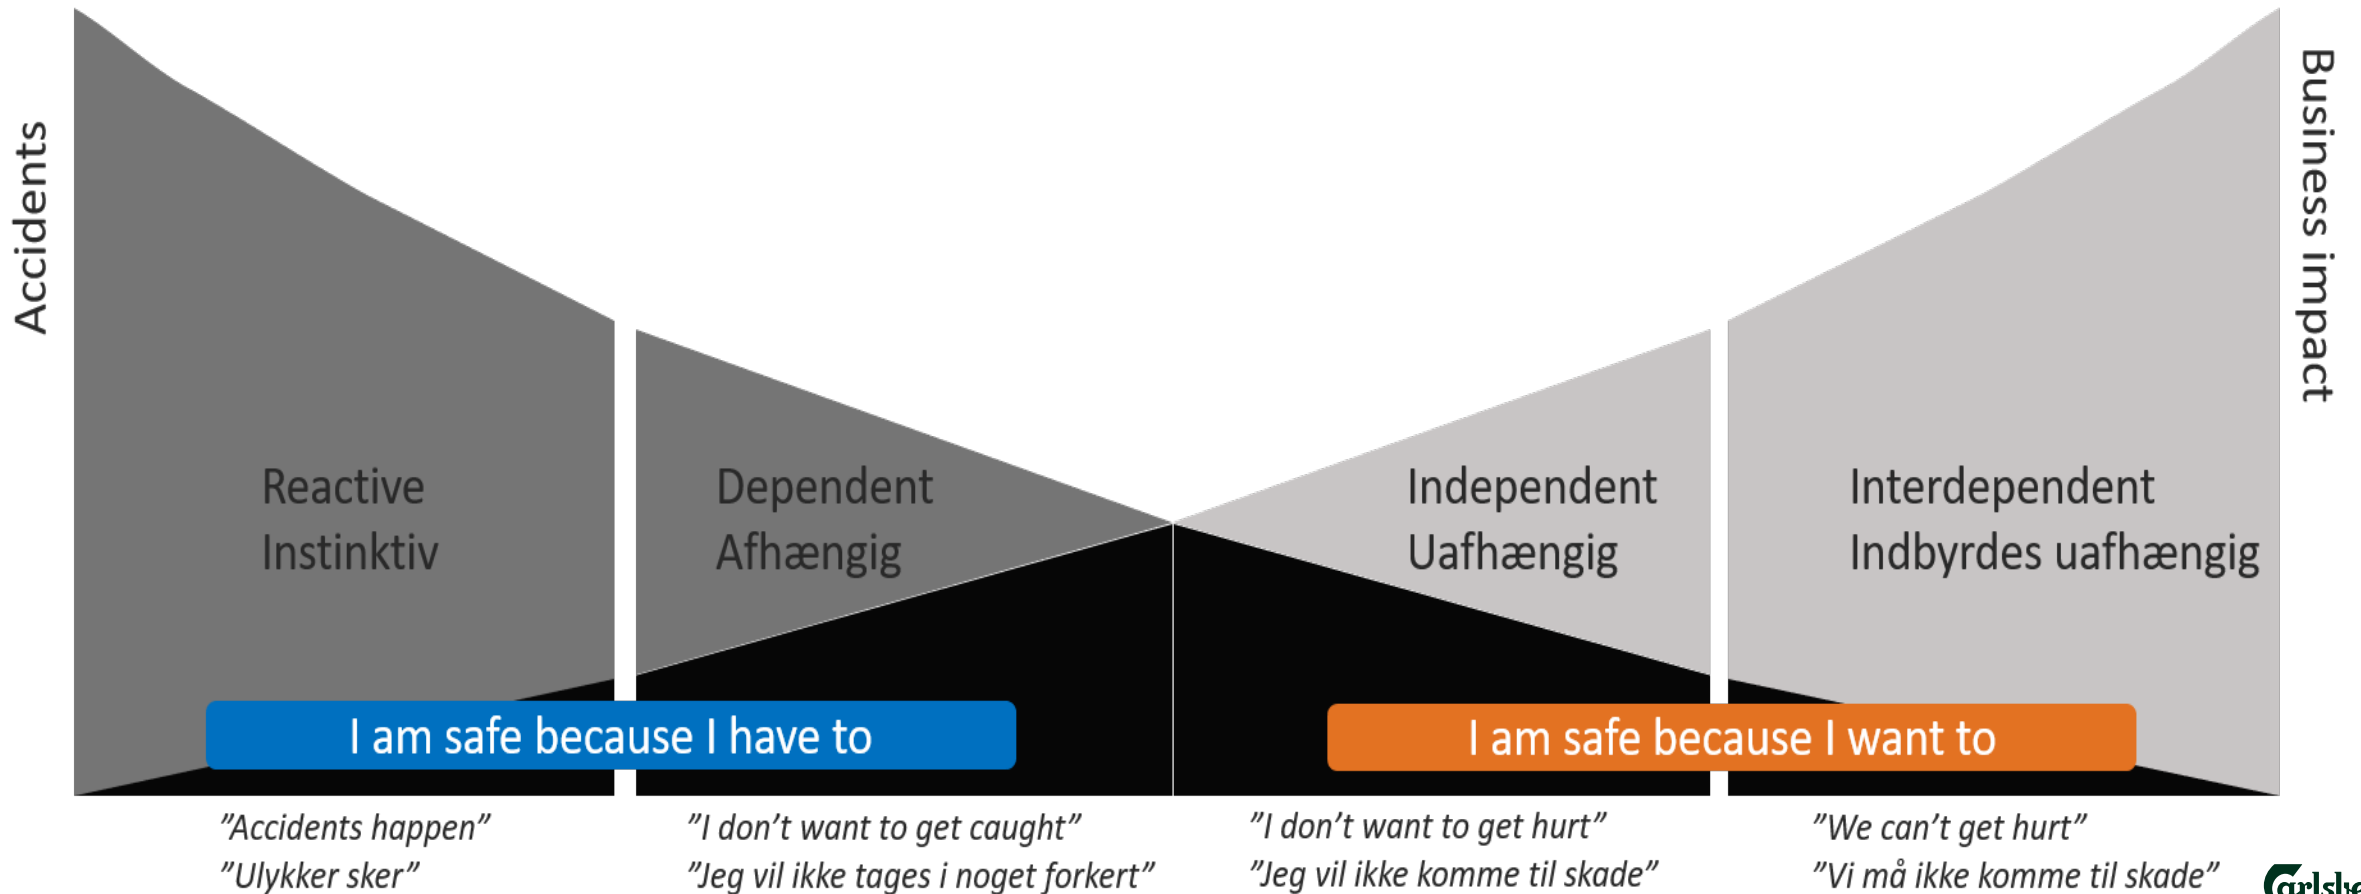 Accidents
Business impact
Reactive
Instinktiv
Dependent
Afhængig
Independent
Uafhængig
Interdependent
Indbyrdes uafhængig
I am safe because I have to
I am safe because I want to
”Accidents happen”
”Ulykker sker”
”I don’t want to get caught”
”Jeg vil ikke tages i noget forkert”
”I don’t want to get hurt”
”Jeg vil ikke komme til skade”
”We can’t get hurt”
”Vi må ikke komme til skade”